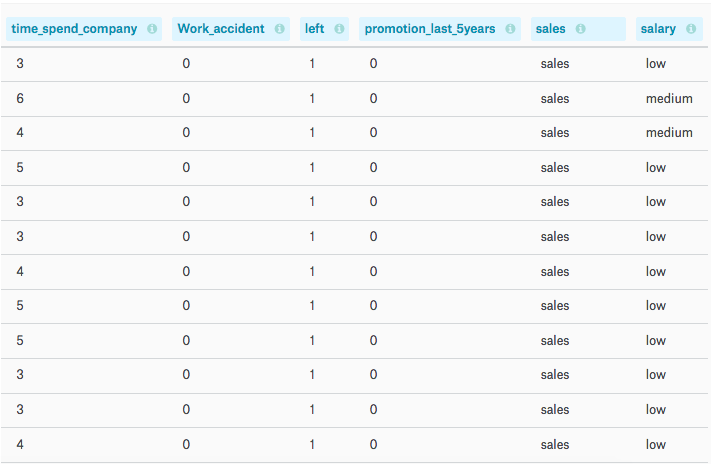 time_spend_company Work_accident left promotion_last_5years sales salary
3 0 1 0 sales low
6 0 1 0 sales medium
4 0 1 0 sales medium
5 0 1 0 sales low
3 0 1 0 sales low
3 0 1 0 sales low
4 0 1 0 sales low
5 0 1 0 sales low
5 0 1 0 sales low
3 0 1 0 sales low
3 0 1 0 sales low
4 0 1 0 sales low